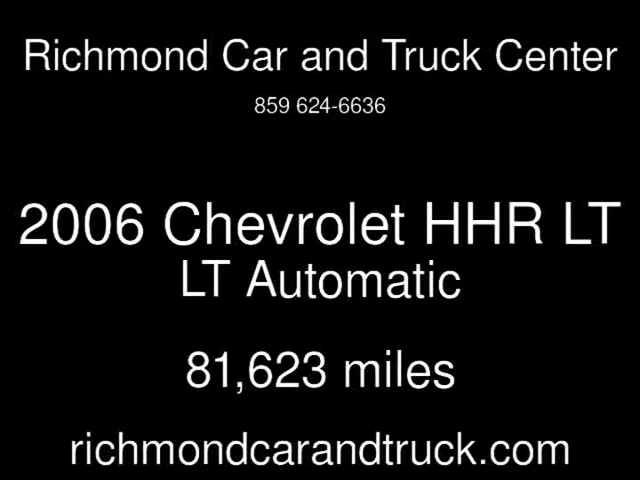 Richmond Car and Truck Center
859 624-6636
2006 Chevrolet HHR LT
LT Automatic
81,623 miles
richmondcarandtruck.com